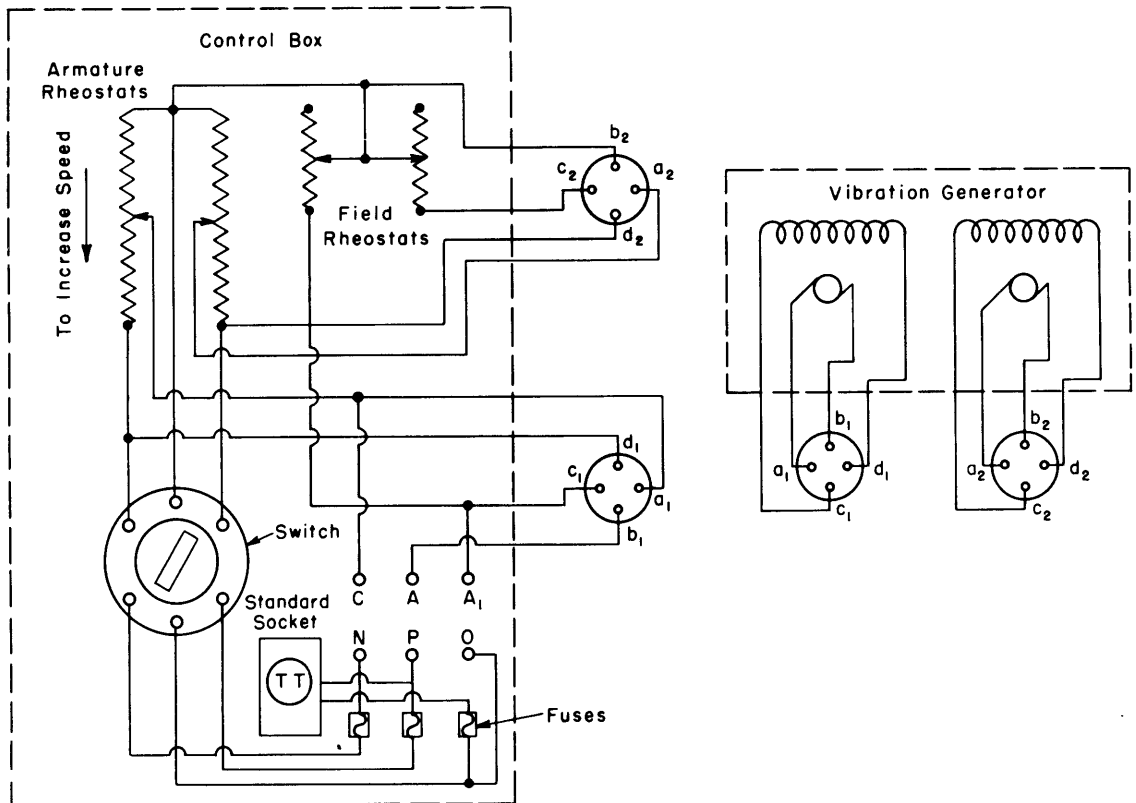 Control Box
Armature
Rheostats
To Increase Speed
Field
Rheostats
b2
c2
a2
d2
d1
c1
a1
b1
Switch
Standard
Socket
C A A1
N P O
TT
Fuses
Vibration Generator
b1
a1
d1
c1
b2
a2
d2
c2